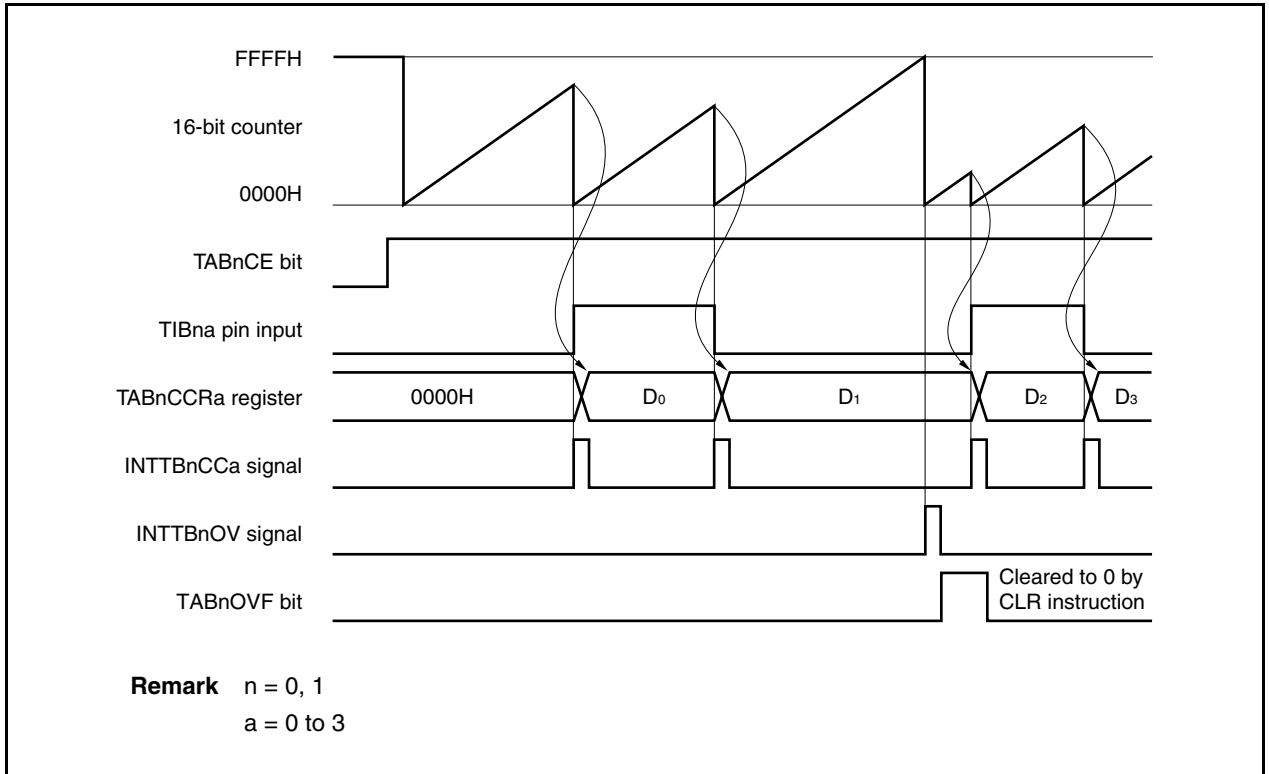 FFFFH
16-bit counter
0000H
TABnCE bit
TIBna pin input
TABnCCRa register 0000H D0 D1 D2 D3
INTTBnCCa signal
INTTBnOV signal
TABnOVF bit
Cleared to 0 by
CLR instruction
Remark n = 0, 1
a = 0 to 3